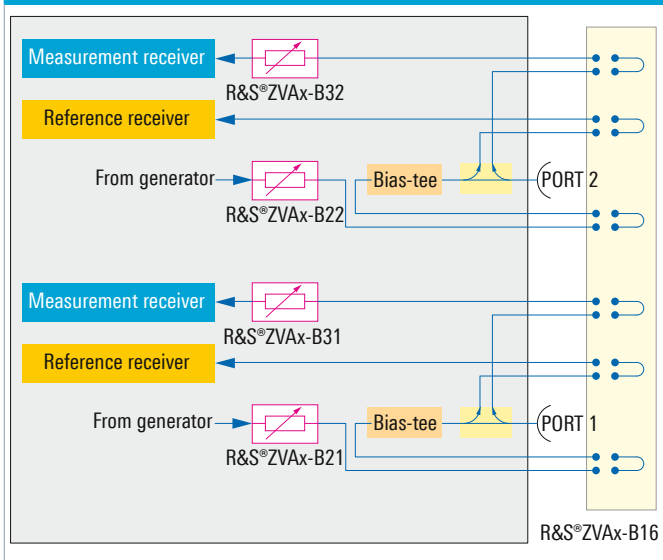 Measurement receiver
R&S®ZVAx-B32
Reference receiver
From generator
Bias-tee
PORT 2
R&S®ZVAx-B22
Measurement receiver
R&S®ZVAx-B31
Reference receiver
From generator
Bias-tee
PORT 1
R&S®ZVAx-B21
R&S®ZVAx-B16